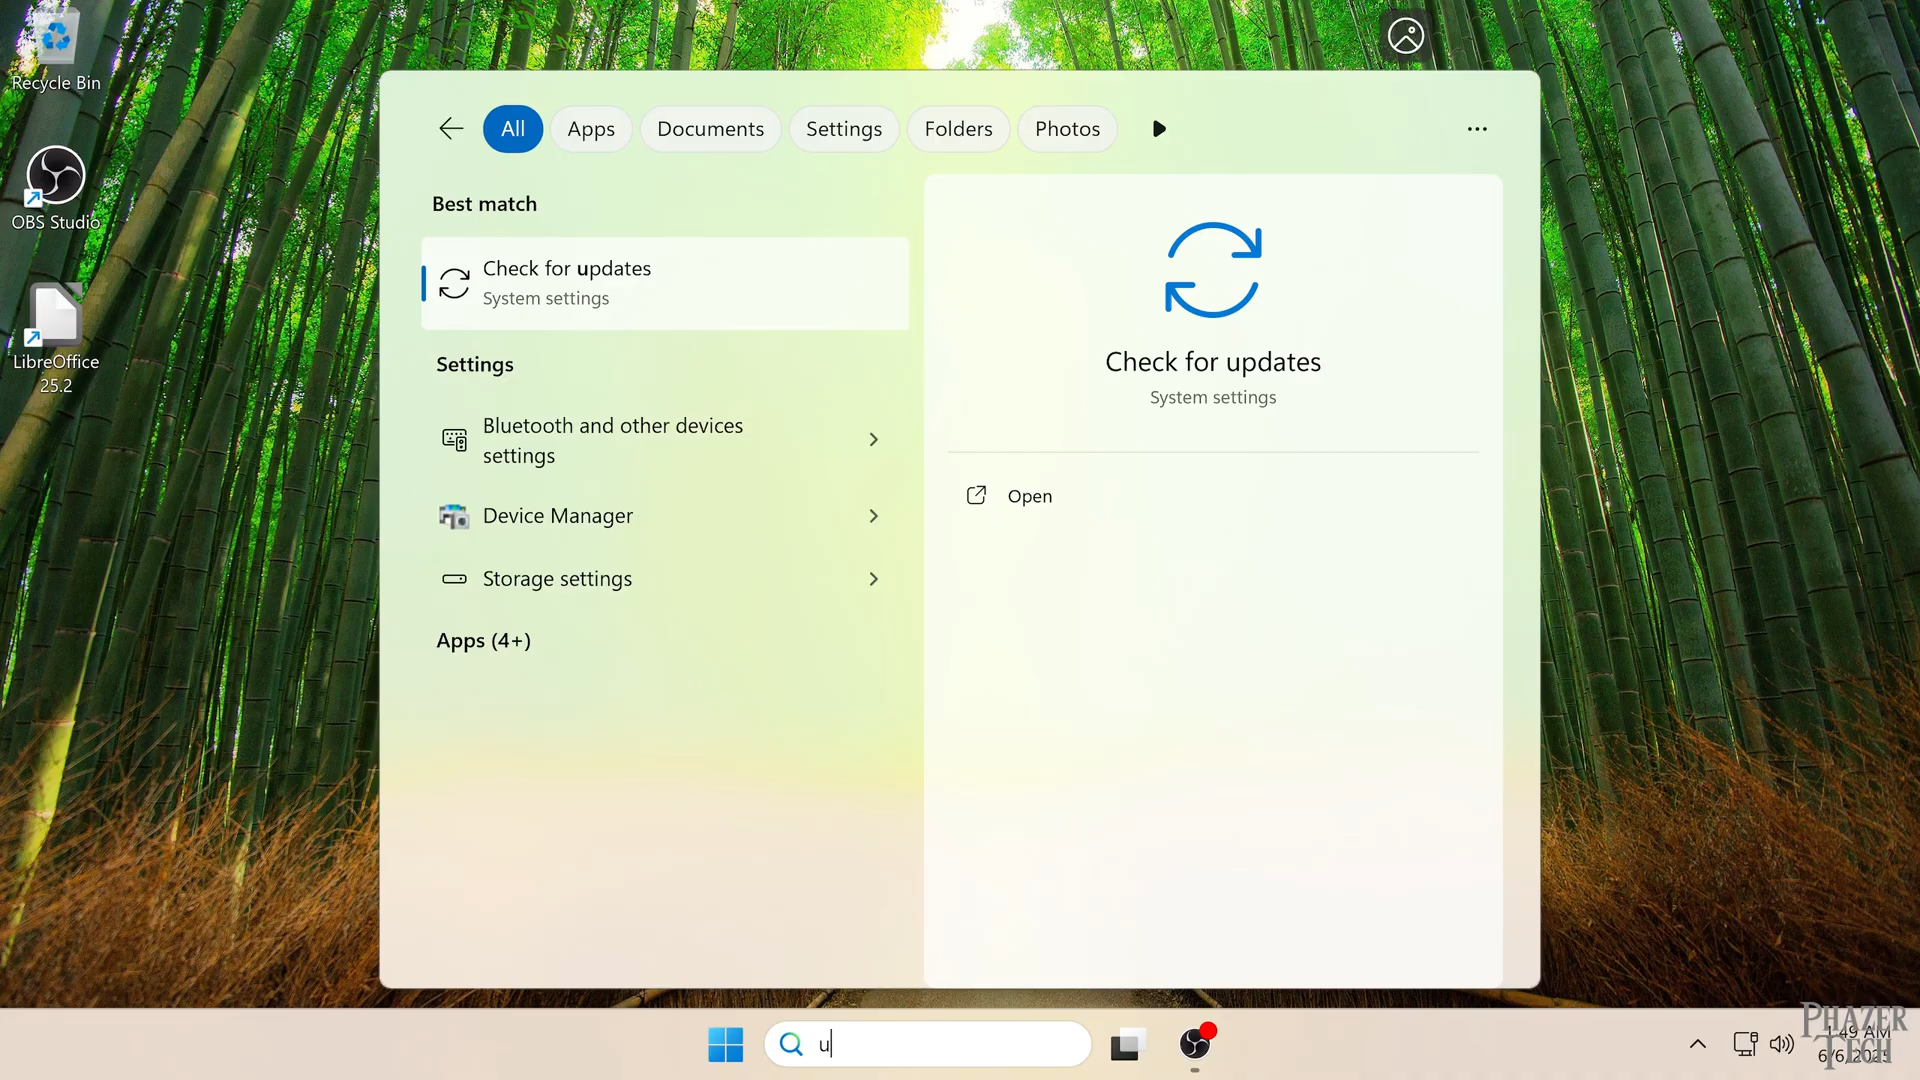 Recycle Bin
OBS Studio
LibreOffice
25.2
All
Apps
Documents
Settings
Folders
Photos
Best match
Check for updates
System settings
Settings
Bluetooth and other devices
settings
Device Manager
Storage settings
Apps (4+)
Check for updates
System settings
Open
u
1:49 AM
6/6/2025
PHAZER
TECH